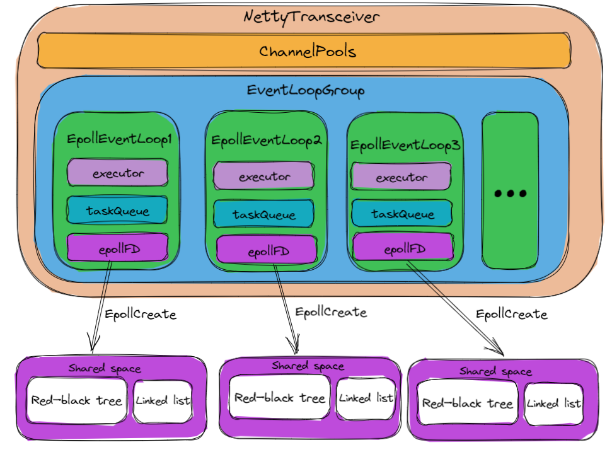 NettyTransceiver
ChannelPools
EventLoopGroup
EpollEventLoop1
executor
taskQueue
epollFD
EpollEventLoop2
executor
taskQueue
epollFD
EpollEventLoop3
executor
taskQueue
epollFD
...
EpollCreate
EpollCreate
EpollCreate
Shared space
Red-black tree
Linked list
Shared space
Red-black tree
Linked list
Shared space
Red-black tree
Linked list